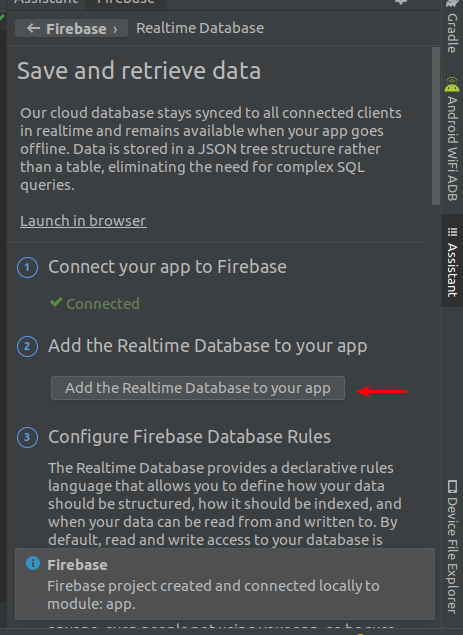 Assistant Firebase
← Firebase › Realtime Database
Save and retrieve data
Our cloud database stays synced to all connected clients
in realtime and remains available when your app goes
offline. Data is stored in a JSON tree structure rather
than a table, eliminating the need for complex SQL
queries.
Launch in browser
1 Connect your app to Firebase
✔ Connected
2 Add the Realtime Database to your app
Add the Realtime Database to your app
3 Configure Firebase Database Rules
The Realtime Database provides a declarative rules
language that allows you to define how your data
should be structured, how it should be indexed, and
when your data can be read from and written to. By
default, read and write access to your database is
Firebase
Firebase project created and connected locally to
module: app.
Gradle
Android WiFi ADB
Assistant
Device File Explorer